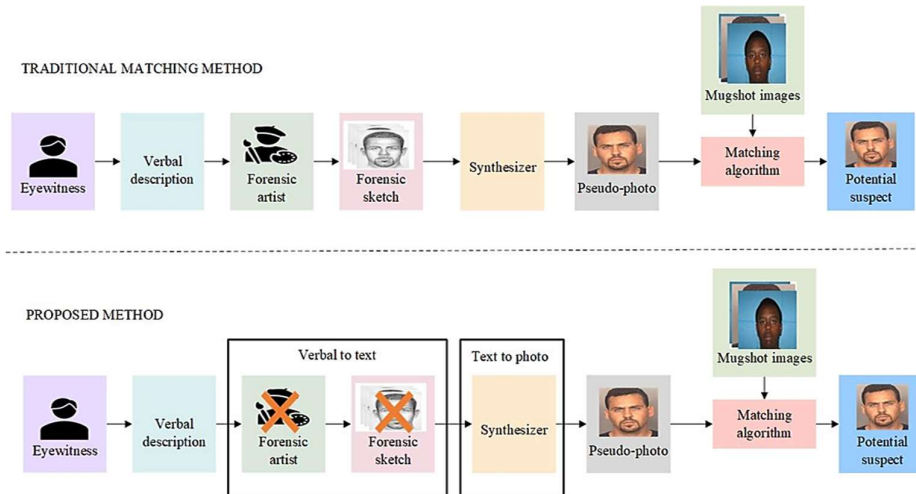 TRADITIONAL MATCHING METHOD
Mugshot images
Eyewitness
Verbal
description
Forensic
artist
Forensic
sketch
Synthesizer
Pseudo-photo
Matching
algorithm
Potential
suspect
PROPOSED METHOD
Verbal to text
Text to photo
Mugshot images
Eyewitness
Verbal
description
Forensic
artist
Forensic
sketch
Synthesizer
Pseudo-photo
Matching
algorithm
Potential
suspect